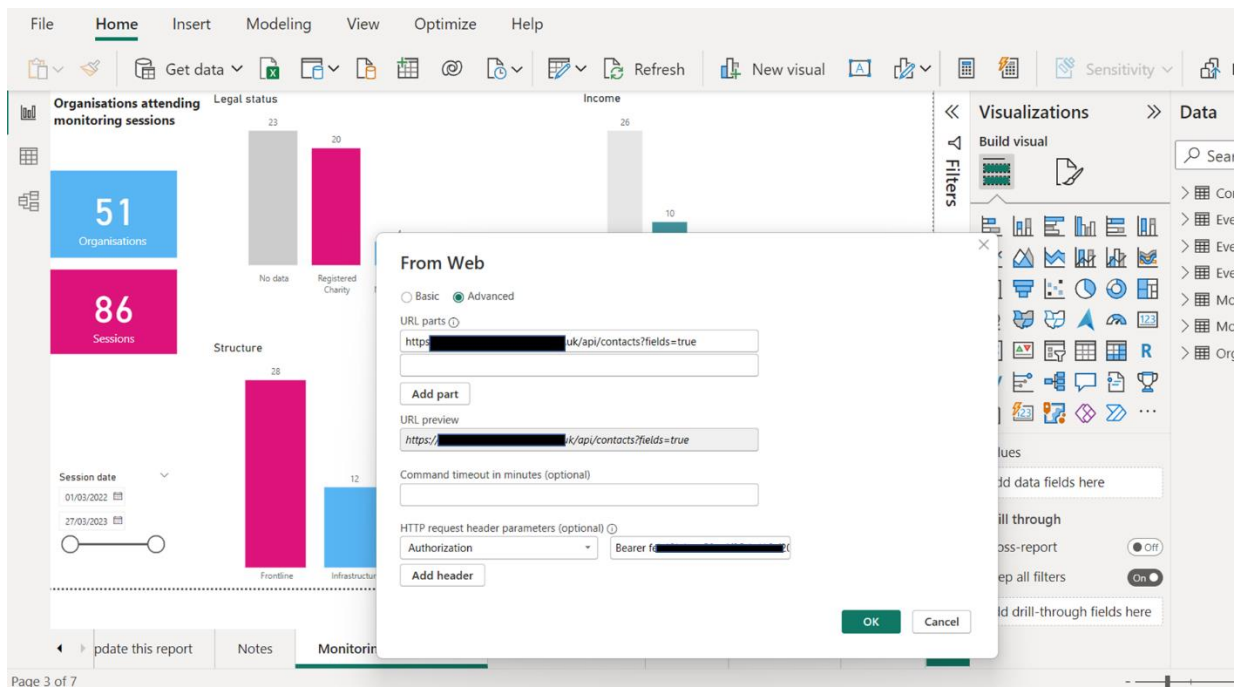 File Home Insert Modeling View Optimize Help
Get data Refresh New visual Sensitivity
Organisations attending
monitoring sessions
51
Organisations
86
Sessions
Session date
01/03/2022
27/03/2023
Legal status
23
20
No data
Registered
Charity
Income
26
10
Structure
28
12
Frontline
From Web
Basic Advanced
URL parts
https uk/api/contacts?fields=true
Add part
URL preview
https:// uk/api/contacts?fields=true
Command timeout in minutes (optional)
HTTP request header parameters (optional)
Authorization Bearer
Add header
OK Cancel
Filters
Visualizations
Build visual
123
R
123
...
dd data fields here
ill through
oss-report Off
ep all filters On
ld drill-through fields here
Data
Sear
Co
Eve
Eve
Eve
Mo
Mo
Org
pdate this report Notes Monitorin
Page 3 of 7